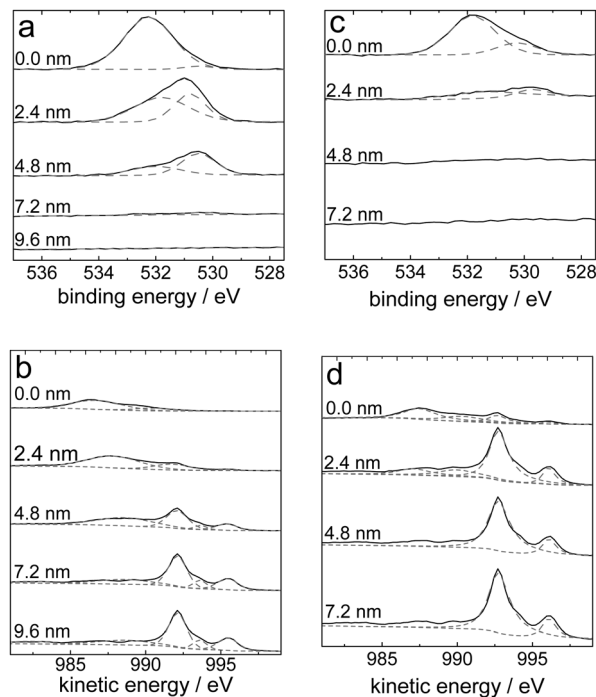 a
0.0 nm
2.4 nm
4.8 nm
7.2 nm
9.6 nm
536 534 532 530 528
binding energy / eV
c
0.0 nm
2.4 nm
4.8 nm
7.2 nm
536 534 532 530 528
binding energy / eV
b
0.0 nm
2.4 nm
4.8 nm
7.2 nm
9.6 nm
985 990 995
kinetic energy / eV
d
0.0 nm
2.4 nm
4.8 nm
7.2 nm
985 990 995
kinetic energy / eV